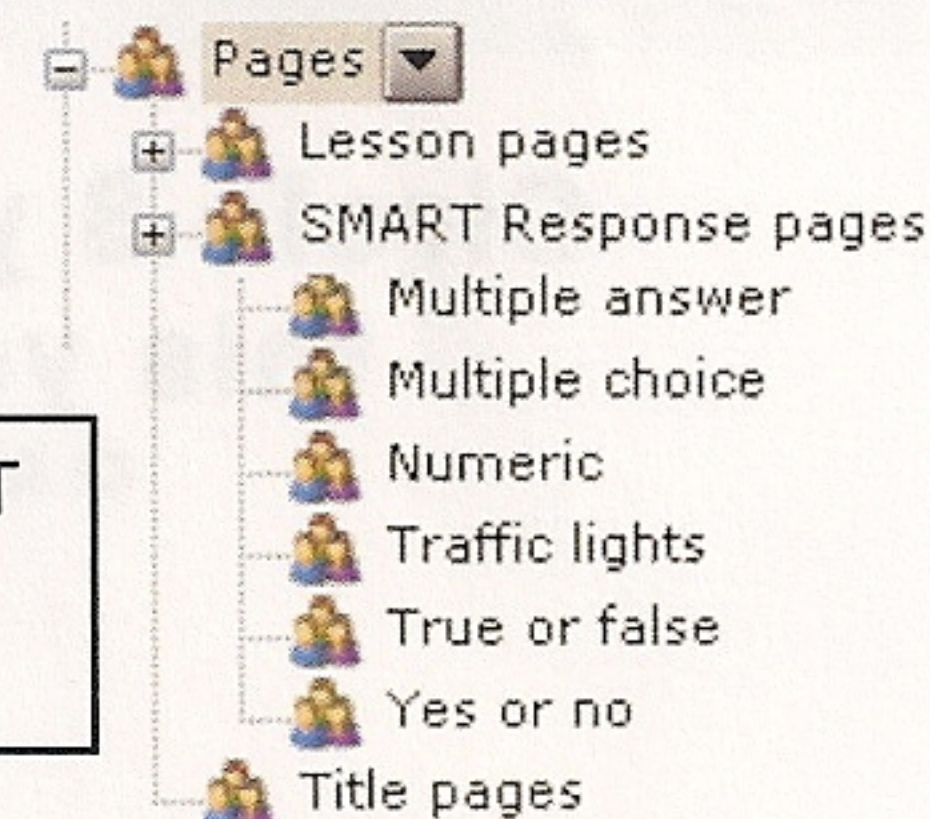 Pages
Lesson pages
SMART Response pages
Multiple answer
Multiple choice
Numeric
Traffic lights
True or false
Yes or no
Title pages